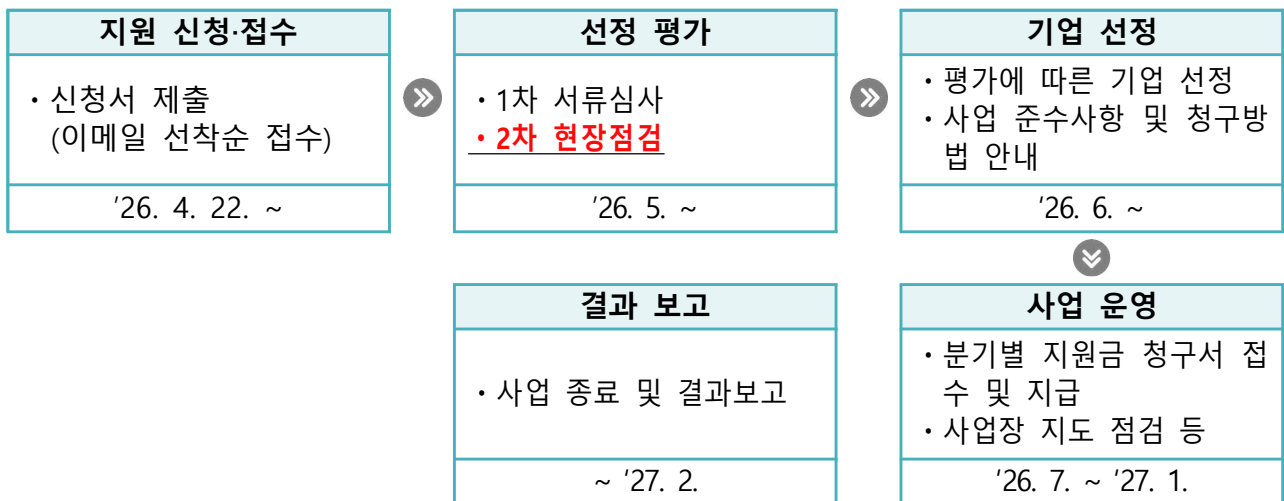 지원 신청·접수
・신청서 제출
(이메일 선착순 접수)
'26. 4. 22. ~
선정 평가
・1차 서류심사
・2차 현장점검
'26. 5. ~
기업 선정
・평가에 따른 기업 선정
・사업 준수사항 및 청구방
법 안내
'26. 6. ~
사업 운영
・분기별 지원금 청구서 접
수 및 지급
・사업장 지도 점검 등
'26. 7. ~ '27. 1.
결과 보고
・사업 종료 및 결과보고
~ '27. 2.